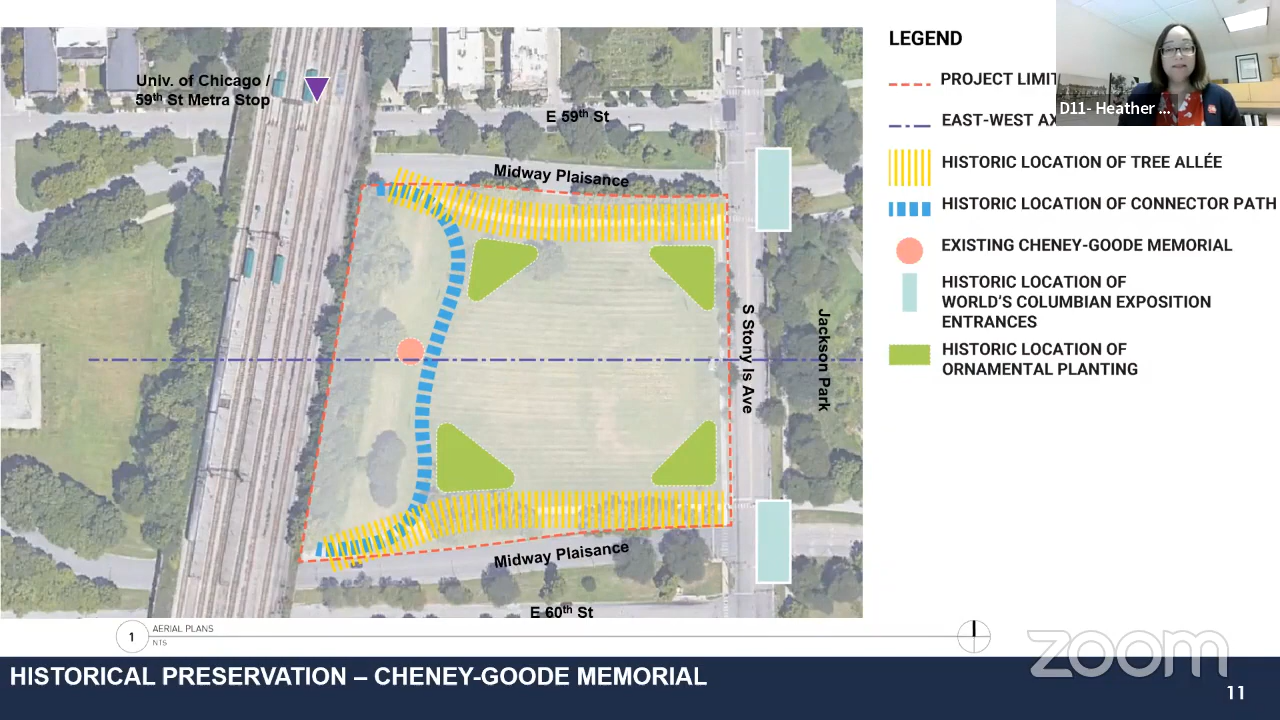 Univ. of Chicago /
59th St Metra Stop
E 59th St
Midway Plaisance
S Stony Is Ave
Jackson Park
Midway Plaisance
E 60th St
LEGEND
PROJECT LIMIT
EAST-WEST AX
HISTORIC LOCATION OF TREE ALLÉE
HISTORIC LOCATION OF CONNECTOR PATH
EXISTING CHENEY-GOODE MEMORIAL
HISTORIC LOCATION OF
WORLD'S COLUMBIAN EXPOSITION
ENTRANCES
HISTORIC LOCATION OF
ORNAMENTAL PLANTING
D11- Heather ...
1
AERIAL PLANS
NTS
zoom
HISTORICAL PRESERVATION – CHENEY-GOODE MEMORIAL
11